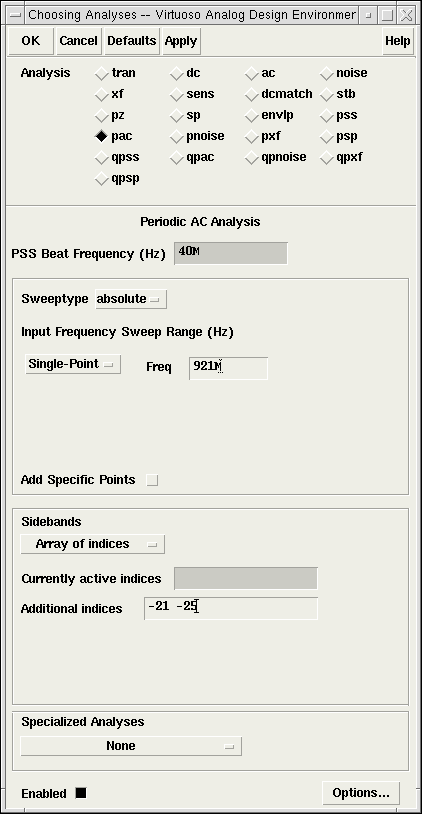 Choosing Analyses -- Virtuoso Analog Design Environmer
OK Cancel Defaults Apply Help
Analysis tran dc ac noise
xf sens dcmatch stb
pz sp envlp pss
pac pnoise pxf psp
qpss qpac qpnoise qpxf
qpsp
Periodic AC Analysis
PSS Beat Frequency (Hz) 40M
Sweeptype absolute
Input Frequency Sweep Range (Hz)
Single-Point Freq 921M
Add Specific Points
Sidebands
Array of indices
Currently active indices
Additional indices -21 -25
Specialized Analyses
None
Enabled Options...